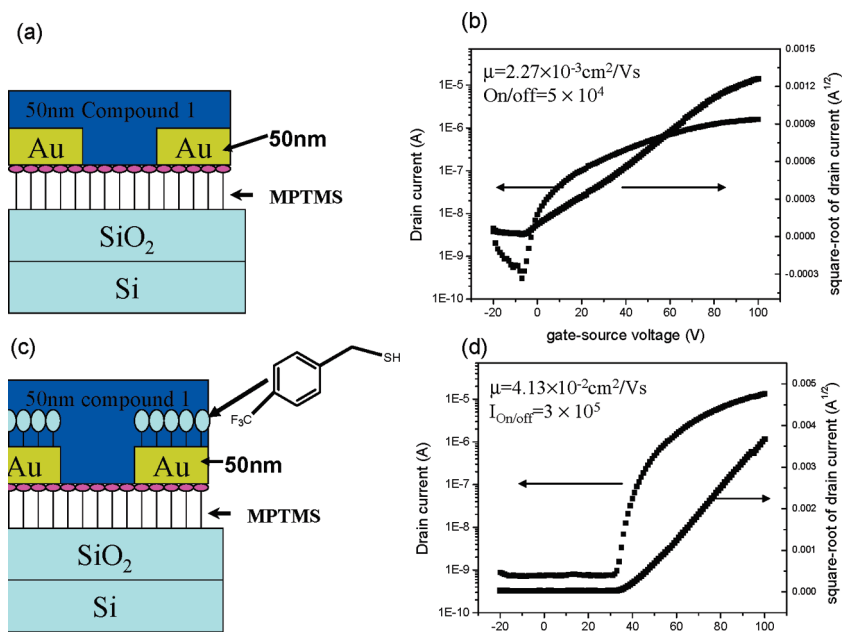 (a)
50nm Compound 1
Au
Au
50nm
MPTMS
SiO₂
Si
(b)
μ=2.27×10⁻³cm²/Vs
On/off=5 × 10⁴
1E-5
1E-6
1E-7
1E-8
1E-9
1E-10
Drain current (A)
0.0015
0.0012
0.0009
0.0006
0.0003
0.0000
-0.0003
square-root of drain current (A^1/2)
-20 0 20 40 60 80 100
gate-source voltage (V)
(c)
SH
F₃C
50nm compound 1
Au
Au
50nm
MPTMS
SiO₂
Si
(d)
μ=4.13×10⁻²cm²/Vs
I_On/off=3 × 10⁵
1E-5
1E-6
1E-7
1E-8
1E-9
1E-10
Drain current (A)
0.005
0.004
0.003
0.002
0.001
0.000
square-root of drain current (A^1/2)
-20 0 20 40 60 80 100